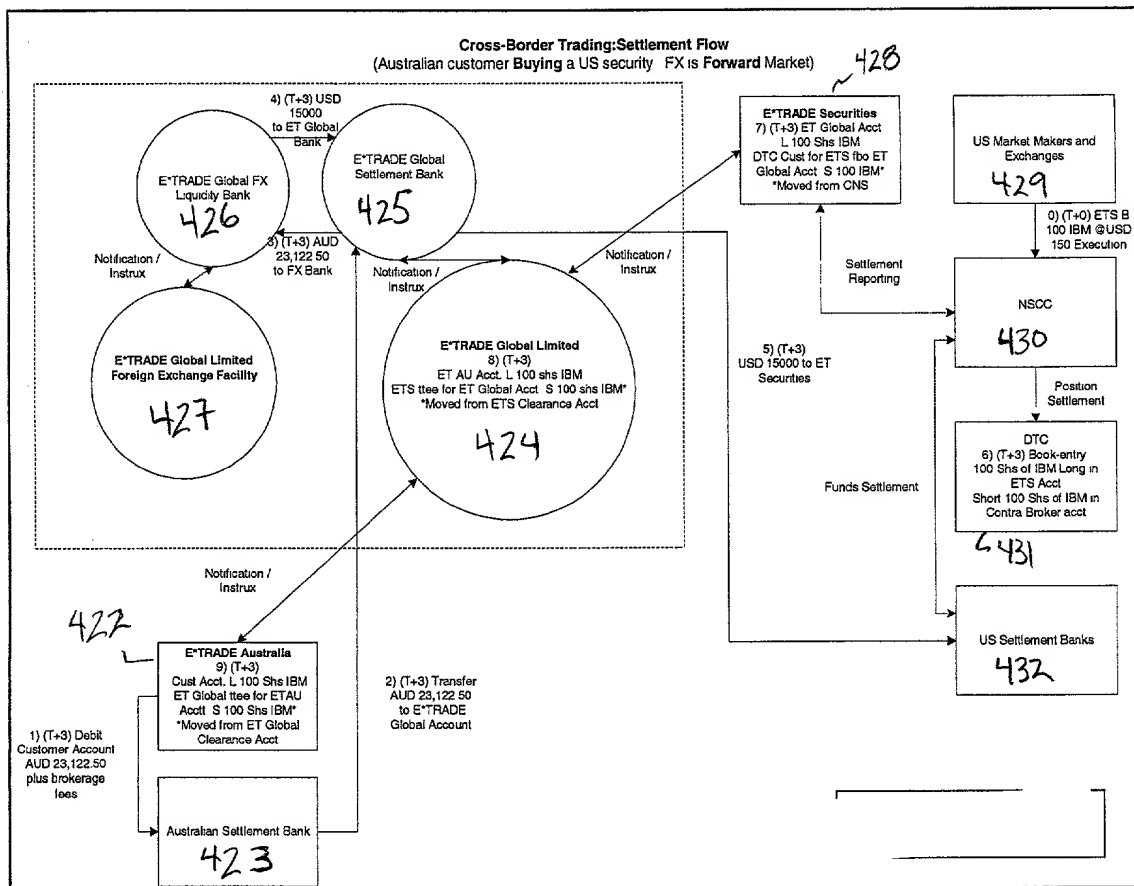 Cross-Border Trading:Settlement Flow
(Australian customer Buying a US security FX is Forward Market)
428
4) (T+3) USD
15000
to ET Global
Bank
E*TRADE Global FX
Liquidity Bank
426
E*TRADE Global
Settlement Bank
425
3) (T+3) AUD
23,122 50
to FX Bank
Notification /
Instrux
Notification /
Instrux
Notification /
Instrux
E*TRADE Securities
7) (T+3) ET Global Acct
L 100 Shs IBM
DTC Cust for ETS fbo ET
Global Acct S 100 IBM*
*Moved from CNS
US Market Makers and
Exchanges
429
0) (T+0) ETS B
100 IBM @USD
150 Execution
Settlement
Reporting
NSCC
430
E*TRADE Global Limited
Foreign Exchange Facility
427
E*TRADE Global Limited
8) (T+3)
ET AU Acct. L 100 shs IBM
ETS ttee for ET Global Acct S 100 shs IBM*
*Moved from ETS Clearance Acct
424
5) (T+3)
USD 15000 to ET
Securities
Position
Settlement
DTC
6) (T+3) Book-entry
100 Shs of IBM Long in
ETS Acct
Short 100 Shs of IBM in
Contra Broker acct
431
Funds Settlement
Notification /
Instrux
422
E*TRADE Australia
9) (T+3)
Cust Acct. L 100 Shs IBM
ET Global ttee for ETAU
Acctt S 100 Shs IBM*
*Moved from ET Global
Clearance Acct
2) (T+3) Transfer
AUD 23,122 50
to E*TRADE
Global Account
US Settlement Banks
432
1) (T+3) Debit
Customer Account
AUD 23,122.50
plus brokerage
fees
Australian Settlement Bank
423